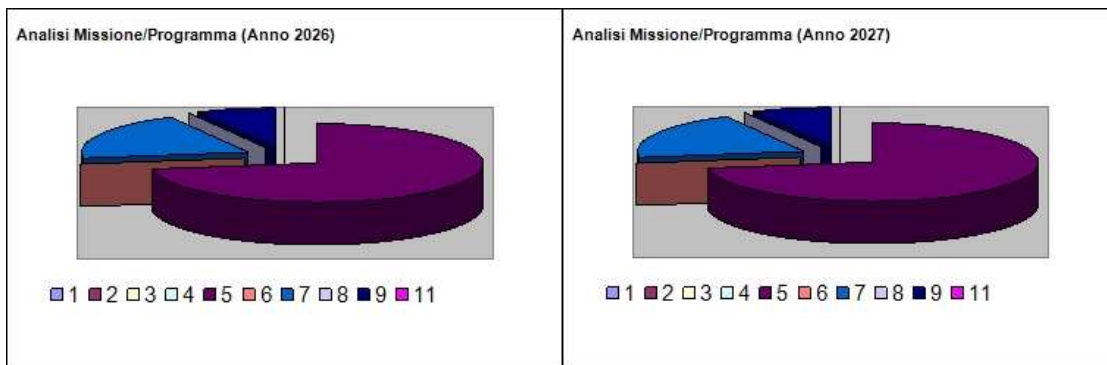 Analisi Missione/Programma (Anno 2026)
1 2 3 4 5 6 7 8 9 11
Analisi Missione/Programma (Anno 2027)
1 2 3 4 5 6 7 8 9 11